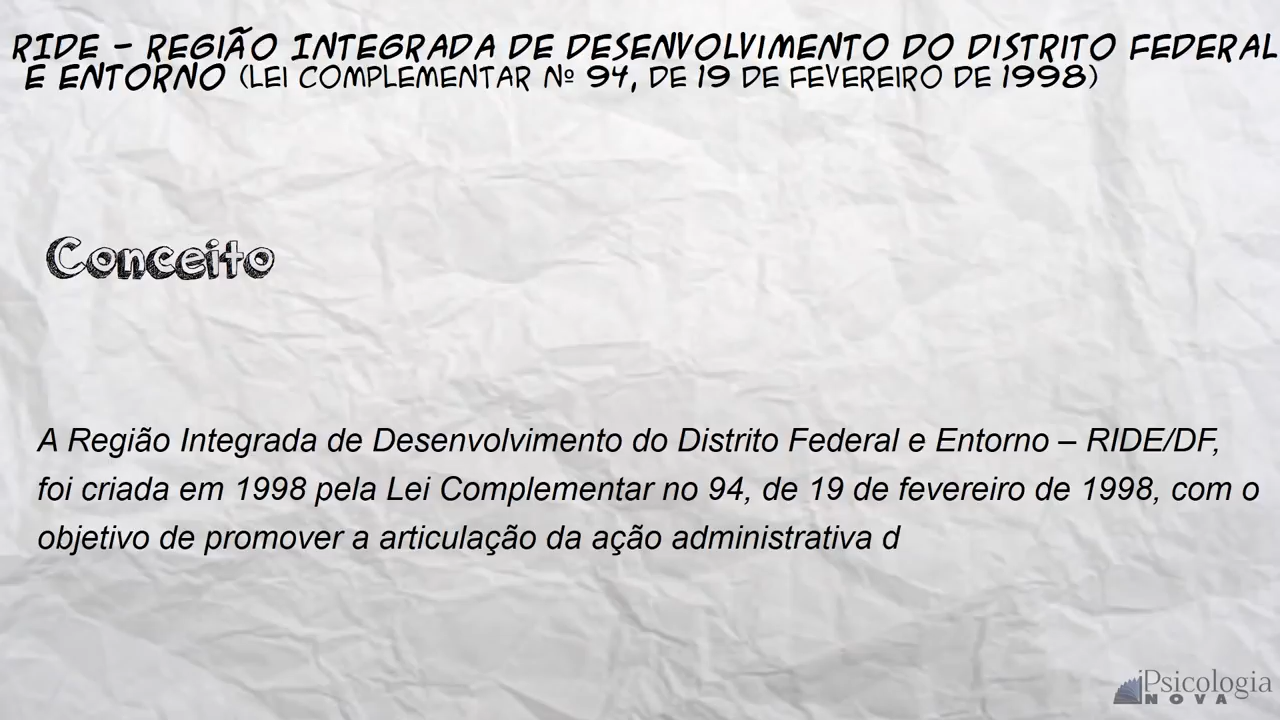 RIDE – REGIÃO INTEGRADA DE DESENVOLVIMENTO DO DISTRITO FEDERAL
E ENTORNO (LEI COMPLEMENTAR Nº 94, DE 19 DE FEVEREIRO DE 1998)
Conceito
A Região Integrada de Desenvolvimento do Distrito Federal e Entorno – RIDE/DF,
foi criada em 1998 pela Lei Complementar no 94, de 19 de fevereiro de 1998, com o
objetivo de promover a articulação da ação administrativa d
Psicologia
NOVA